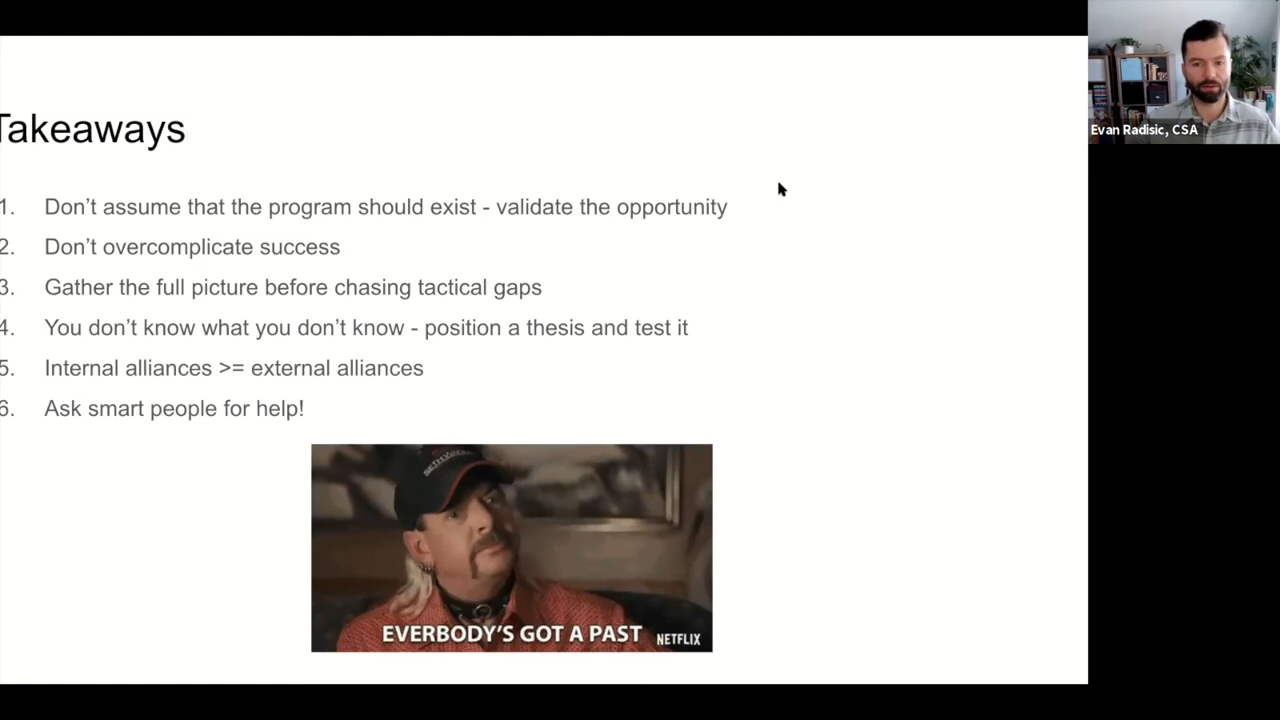 Takeaways
1. Don't assume that the program should exist - validate the opportunity
2. Don't overcomplicate success
3. Gather the full picture before chasing tactical gaps
4. You don't know what you don't know - position a thesis and test it
5. Internal alliances >= external alliances
6. Ask smart people for help!
EVERBODY'S GOT A PAST
NETFLIX
Evan Radisic, CSA